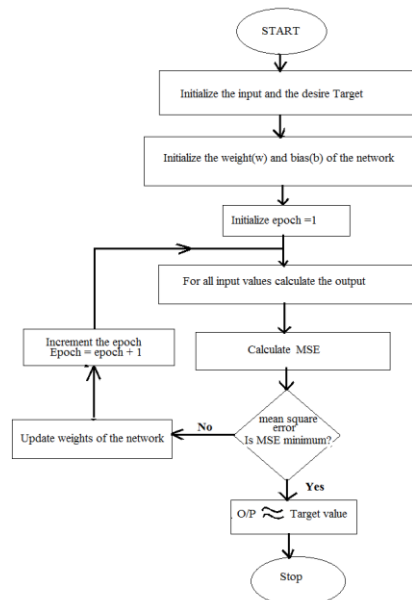 START
Initialize the input and the desire Target
Initialize the weight(w) and bias(b) of the network
Initialize epoch =1
For all input values calculate the output
Increment the epoch
Epoch = epoch + 1
Calculate MSE
mean square
error
Is MSE minimum?
No
Update weights of the network
Yes
O/P ≈ Target value
Stop